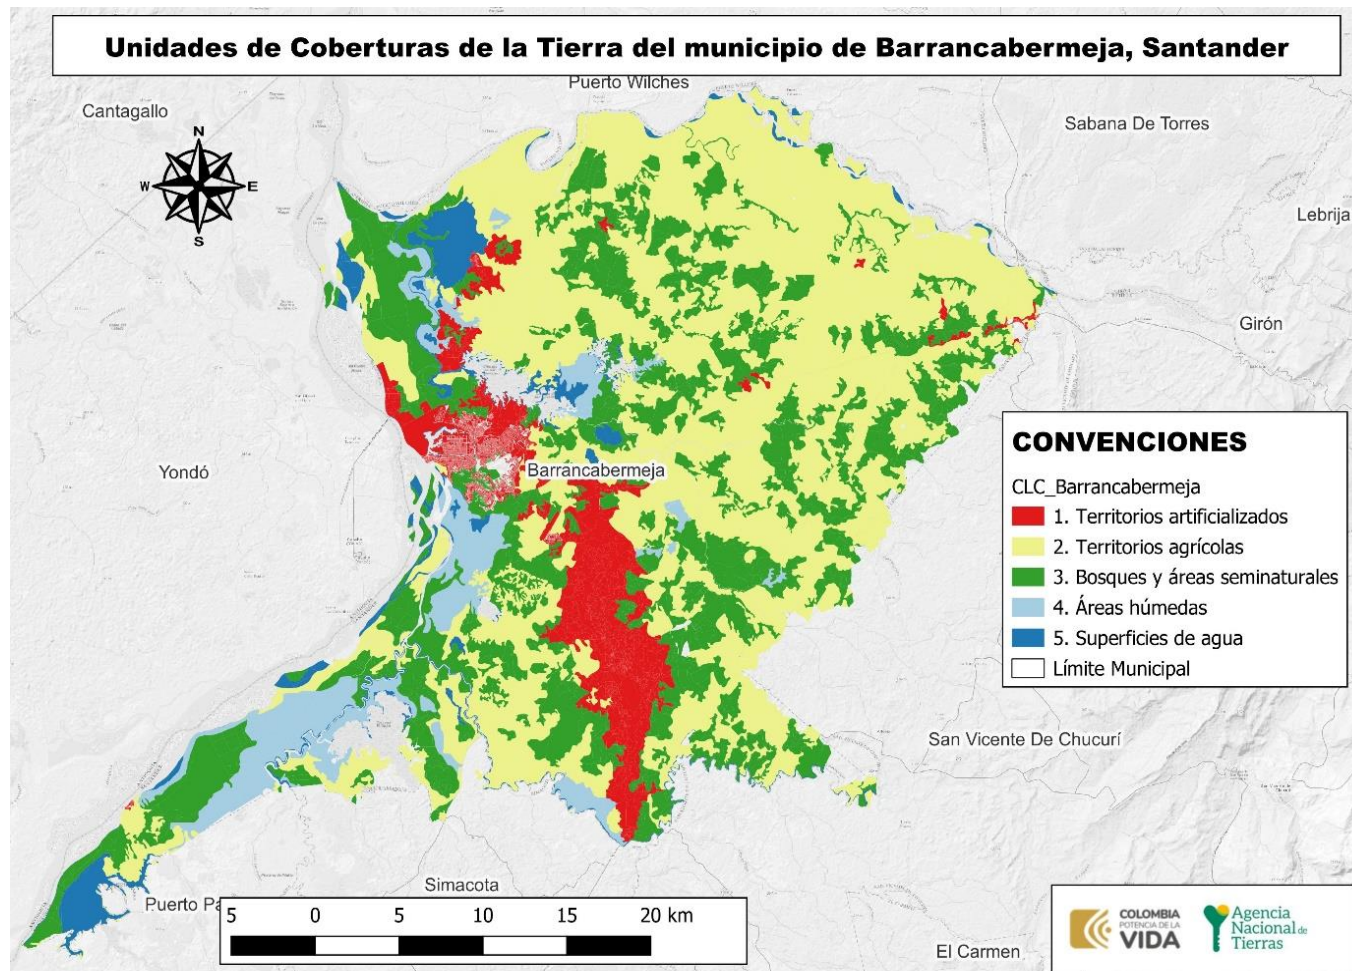 Unidades de Coberturas de la Tierra del municipio de Barrancabermeja, Santander
Puerto Wilches
Cantagallo
Sabana De Torres
N
W
E
S
Lebrija
Girón
Yondó
Barrancabermeja
CONVENCIONES
CLC_Barrancabermeja
1. Territorios artificializados
2. Territorios agrícolas
3. Bosques y áreas seminaturales
4. Áreas húmedas
5. Superficies de agua
Límite Municipal
San Vicente De Chucurí
Simacota
Puerto Pa
5 0 5 10 15 20 km
El Carmen
COLOMBIA
POTENCIA DE LA
VIDA
Agencia
Nacional de
Tierras